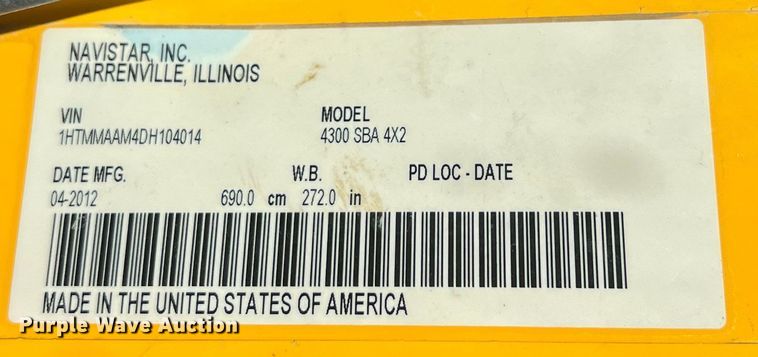 NAVISTAR, INC.
WARRENVILLE, ILLINOIS
VIN MODEL
1HTMMAAM4DH104014 4300 SBA 4X2
DATE MFG. W.B. PD LOC - DATE
04-2012 690.0 cm 272.0 in
MADE IN THE UNITED STATES OF AMERICA
Purple Wave Auction